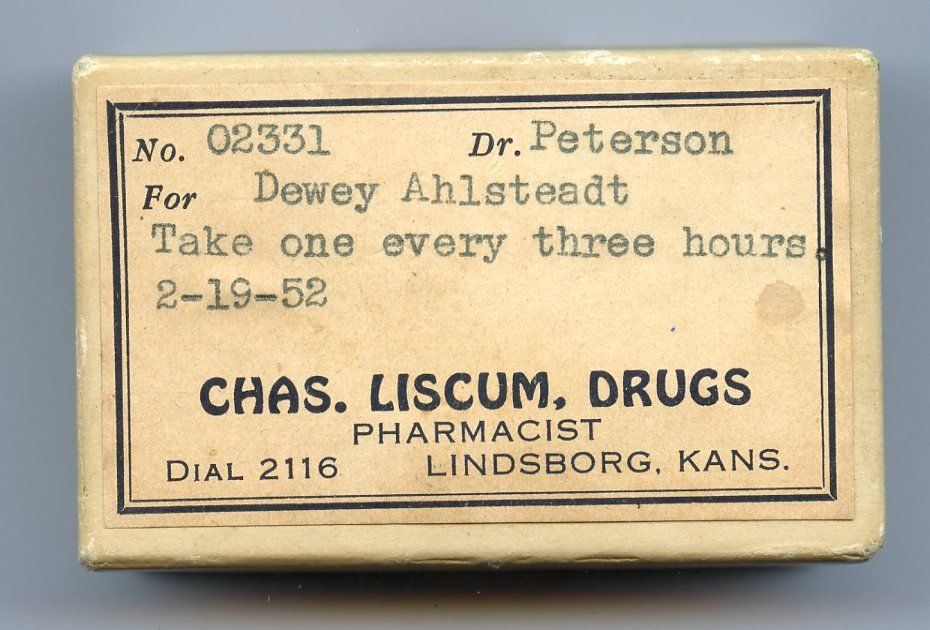 No. 02331 Dr. Peterson
For Dewey Ahlsteadt
Take one every three hours.
2-19-52
CHAS. LISCUM, DRUGS
PHARMACIST
DIAL 2116 LINDSBORG, KANS.